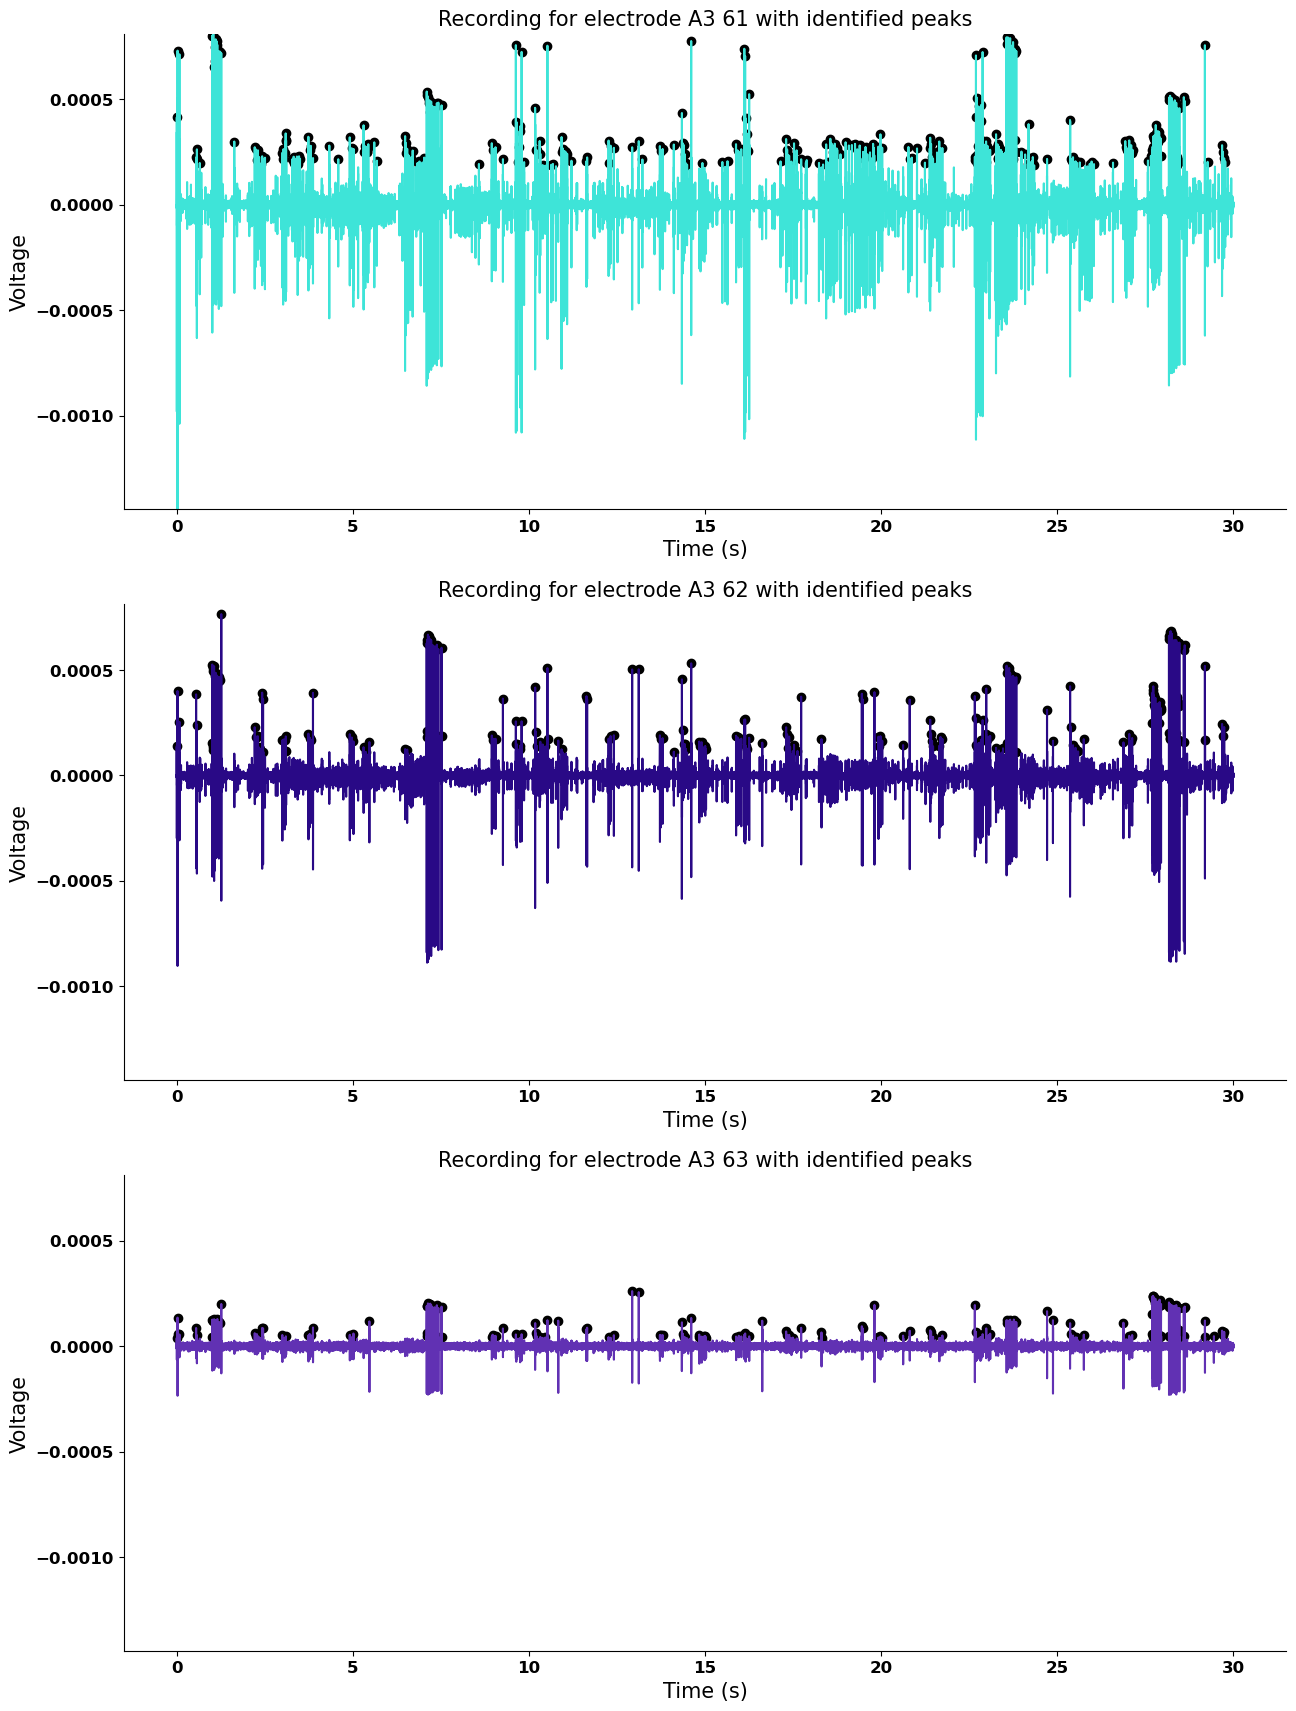 Recording for electrode A3 61 with identified peaks
0.0005
0.0000
−0.0005
−0.0010
Voltage
0 5 10 15 20 25 30
Time (s)
Recording for electrode A3 62 with identified peaks
0.0005
0.0000
−0.0005
−0.0010
Voltage
0 5 10 15 20 25 30
Time (s)
Recording for electrode A3 63 with identified peaks
0.0005
0.0000
−0.0005
−0.0010
Voltage
0 5 10 15 20 25 30
Time (s)